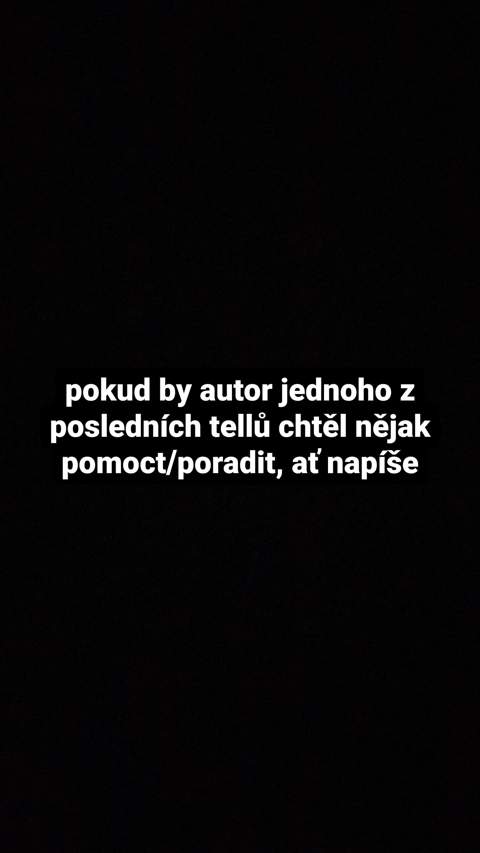 pokud by autor jednoho z
posledních tellů chtěl nějak
pomoct/poradit, ať napíše